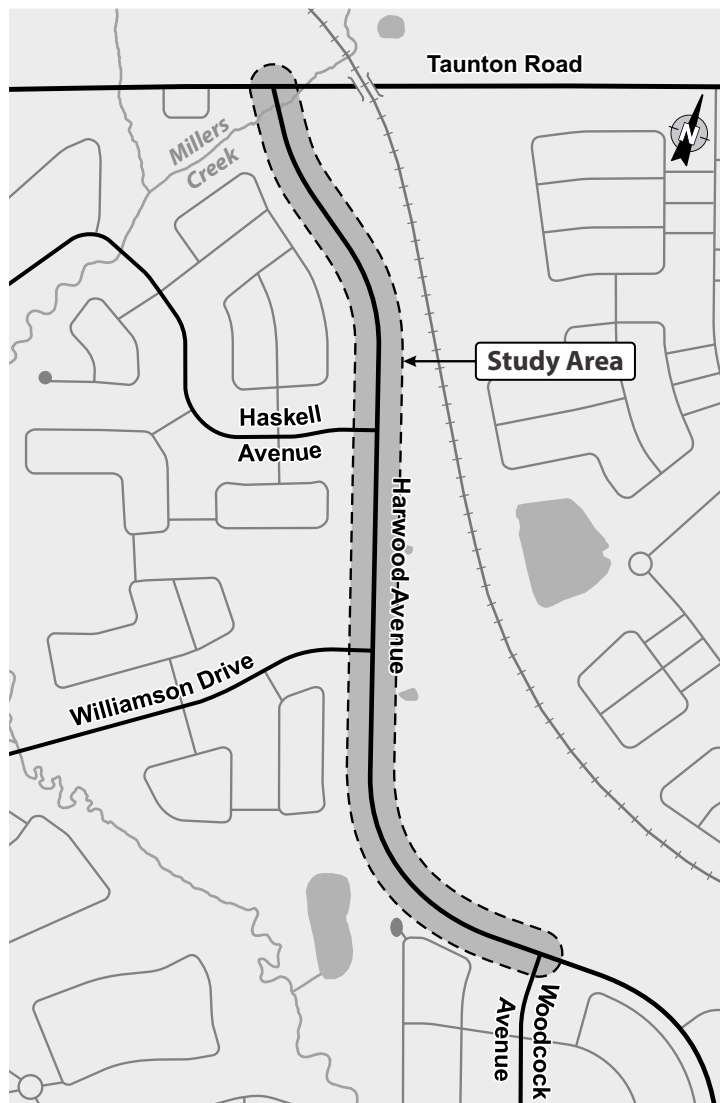 Taunton Road
N
Millers
Creek
Study Area
Haskell
Avenue
Harwood Avenue
Williamson Drive
Woodcock
Avenue